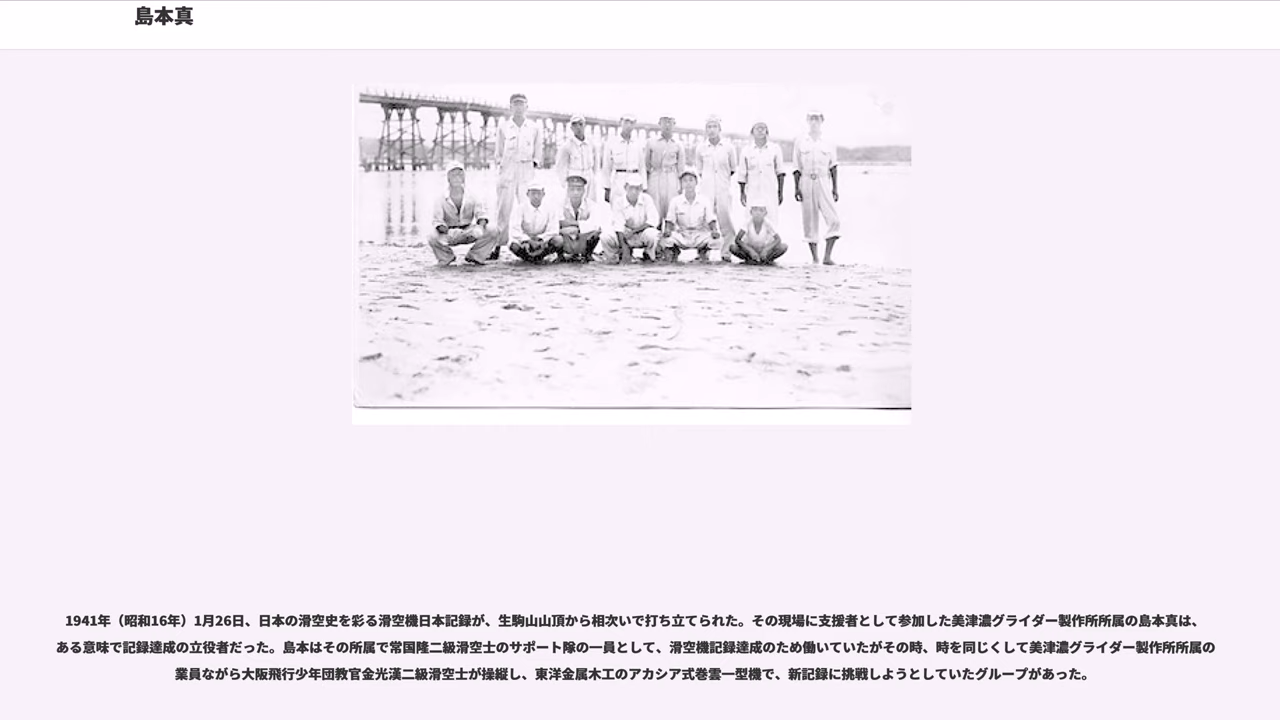 島本真
1941年（昭和16年）1月26日、日本の滑空史を彩る滑空機日本記録が、生駒山山頂から相次いで打ち立てられた。その現場に支援者として参加した美津濃グライダー製作所所属の島本真は、
ある意味で記録達成の立役者だった。島本はその所属で常国隆二級滑空士のサポート隊の一員として、滑空機記録達成のため働いていたがその時、時を同じくして美津濃グライダー製作所所属の
業員ながら大阪飛行少年団教官金光漢二級滑空士が操縦し、東洋金属木工のアカシア式巻雲一型機で、新記録に挑戦しようとしていたグループがあった。